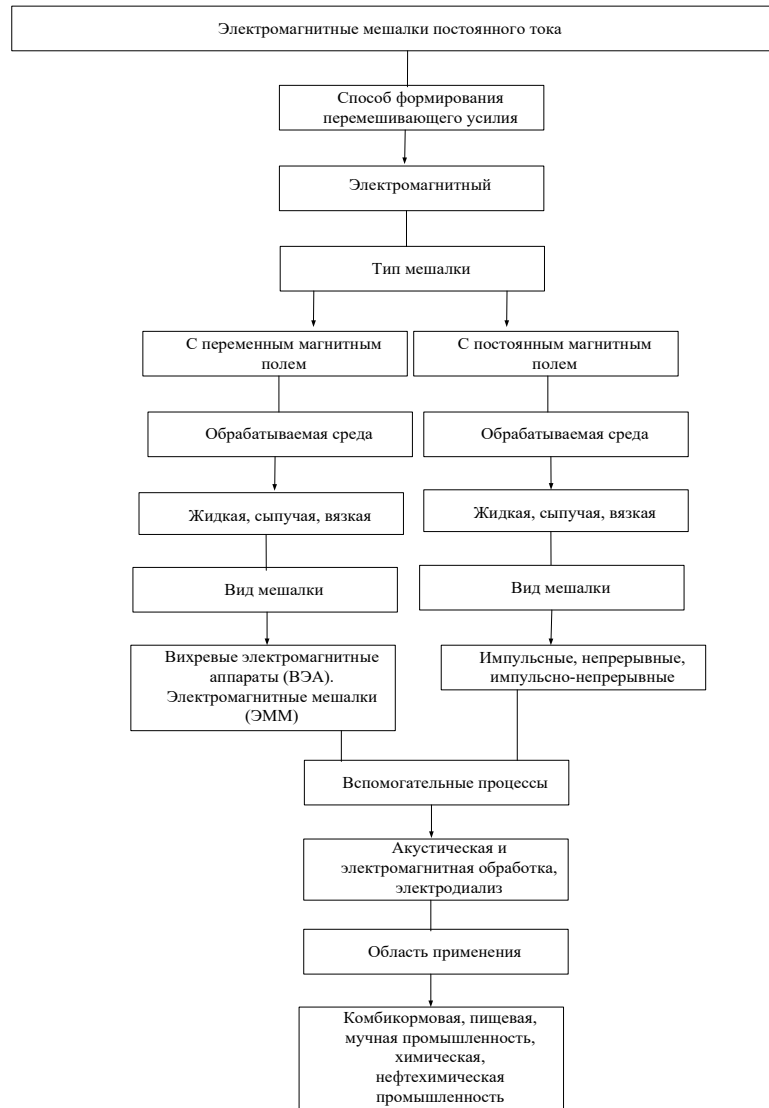 Электромагнитные мешалки постоянного тока
Способ формирования
перемешивающего усилия
Электромагнитный
Тип мешалки
С переменным магнитным
полем
С постоянным магнитным
полем
Обрабатываемая среда
Обрабатываемая среда
Жидкая, сыпучая, вязкая
Жидкая, сыпучая, вязкая
Вид мешалки
Вид мешалки
Вихревые электромагнитные
аппараты (ВЭА).
Электромагнитные мешалки
(ЭММ)
Импульсные, непрерывные,
импульсно-непрерывные
Вспомогательные процессы
Акустическая и
электромагнитная обработка,
электродиализ
Область применения
Комбикормовая, пищевая,
мучная промышленность,
химическая,
нефтехимическая
промышленность